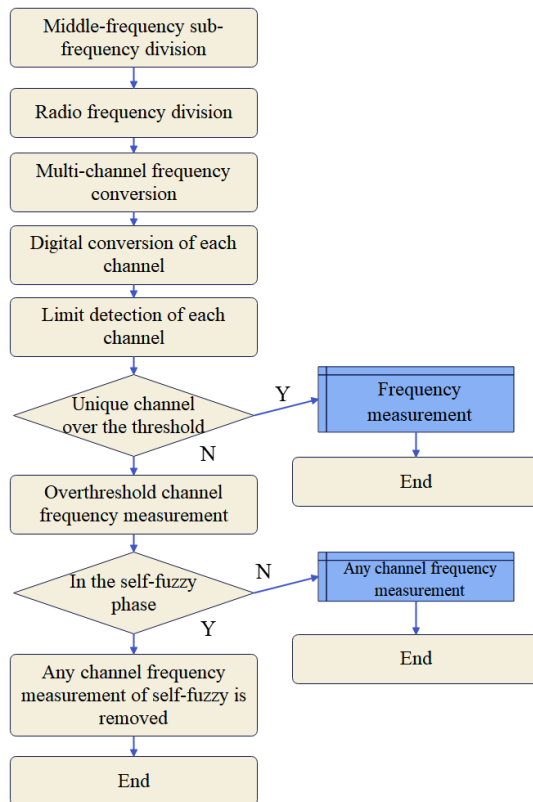 Middle-frequency sub-
frequency division
Radio frequency division
Multi-channel frequency
conversion
Digital conversion of each
channel
Limit detection of each
channel
Unique channel
over the threshold
Y
Frequency
measurement
N
End
Overthreshold channel
frequency measurement
In the self-fuzzy
phase
N
Any channel frequency
measurement
Y
End
Any channel frequency
measurement of self-fuzzy is
removed
End